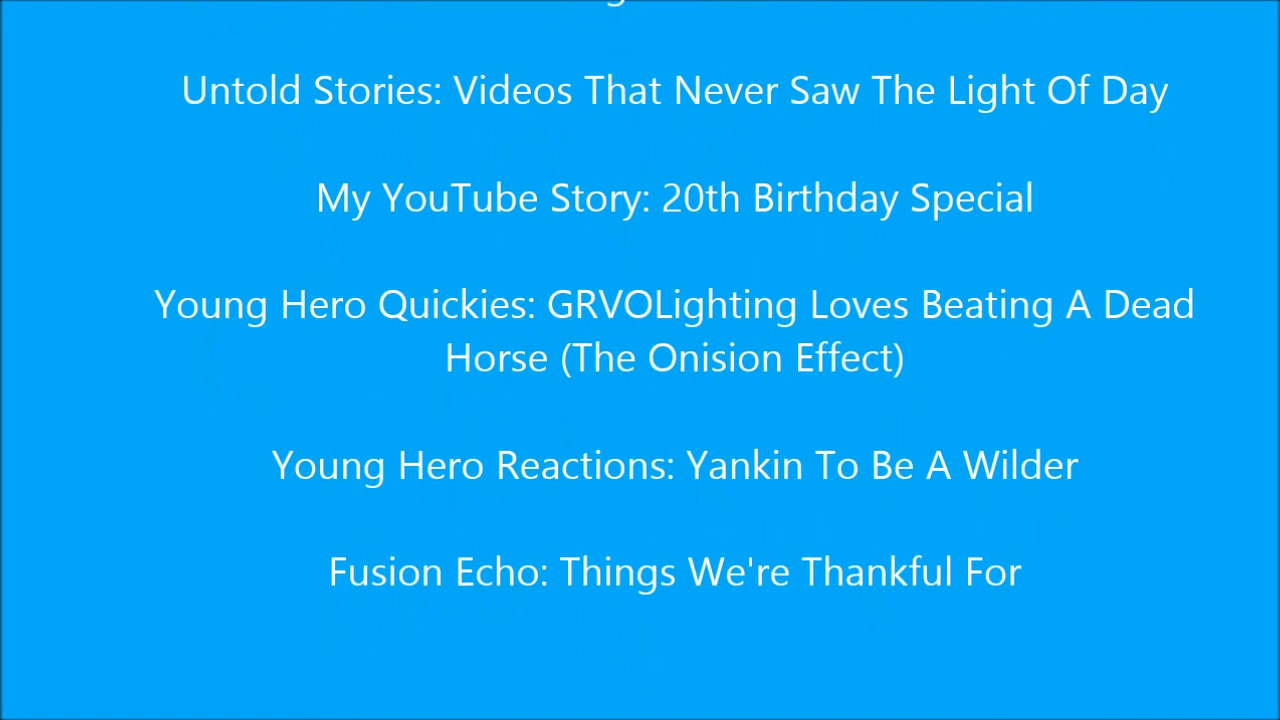 Untold Stories: Videos That Never Saw The Light Of Day
My YouTube Story: 20th Birthday Special
Young Hero Quickies: GRVOLighting Loves Beating A Dead
Horse (The Onision Effect)
Young Hero Reactions: Yankin To Be A Wilder
Fusion Echo: Things We're Thankful For